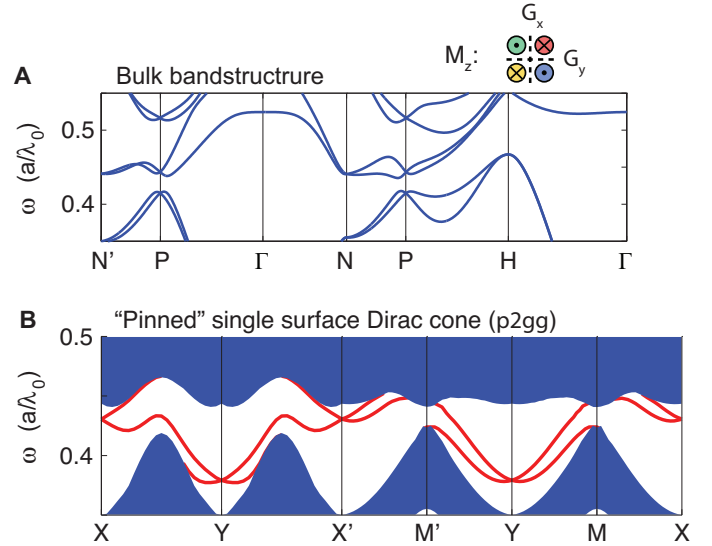 G_x
M_z:
G_y
A
Bulk bandstructrure
ω (a/λ_0)
0.5
0.4
N' P Γ N P H Γ
B
"Pinned" single surface Dirac cone (p2gg)
ω (a/λ_0)
0.5
0.4
X Y X' M' Y M X